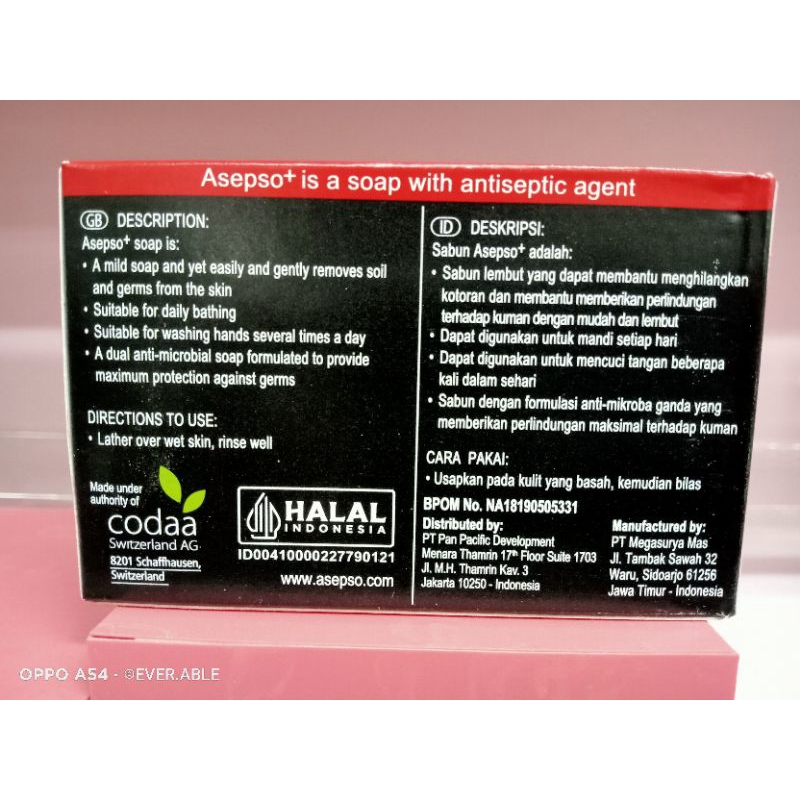 Asepso+ is a soap with antiseptic agent
GB DESCRIPTION:
Asepso+ soap is:
• A mild soap and yet easily and gently removes soil
and germs from the skin
• Suitable for daily bathing
• Suitable for washing hands several times a day
• A dual anti-microbial soap formulated to provide
maximum protection against germs
DIRECTIONS TO USE:
• Lather over wet skin, rinse well
Made under
authority of
codaa
Switzerland AG
8201 Schaffhausen,
Switzerland
HALAL
INDONESIA
ID00410000227790121
www.asepso.com
ID DESKRIPSI:
Sabun Asepso+ adalah:
• Sabun lembut yang dapat membantu menghilangkan
kotoran dan membantu memberikan perlindungan
terhadap kuman dengan mudah dan lembut
• Dapat digunakan untuk mandi setiap hari
• Dapat digunakan untuk mencuci tangan beberapa
kali dalam sehari
• Sabun dengan formulasi anti-mikroba ganda yang
memberikan perlindungan maksimal terhadap kuman
CARA PAKAI:
• Usapkan pada kulit yang basah, kemudian bilas
BPOM No. NA18190505331
Distributed by:
PT Pan Pacific Development
Menara Thamrin 17th Floor Suite 1703
Jl. M.H. Thamrin Kav. 3
Jakarta 10250 - Indonesia
Manufactured by:
PT Megasurya Mas
Jl. Tambak Sawah 32
Waru, Sidoarjo 61256
Jawa Timur - Indonesia
OPPO A54 · ©EVER.ABLE